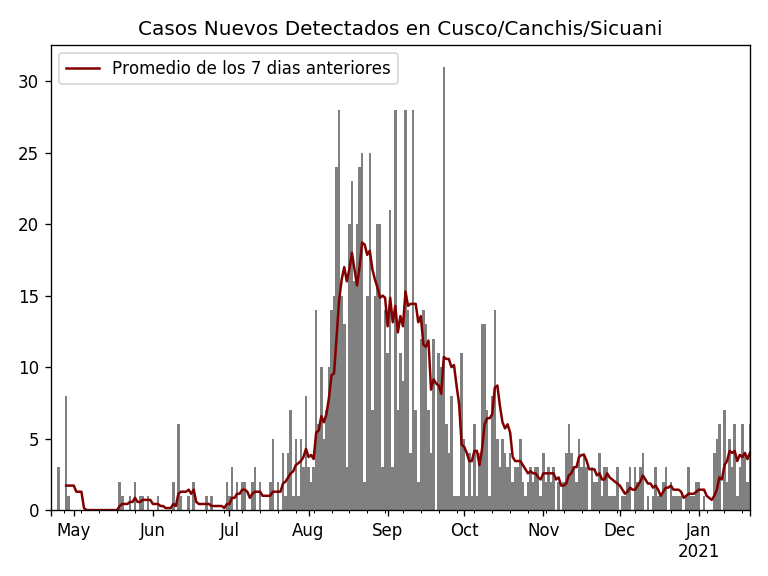 Casos Nuevos Detectados en Cusco/Canchis/Sicuani
Promedio de los 7 dias anteriores
30
25
20
15
10
5
0
May Jun Jul Aug Sep Oct Nov Dec Jan
2021